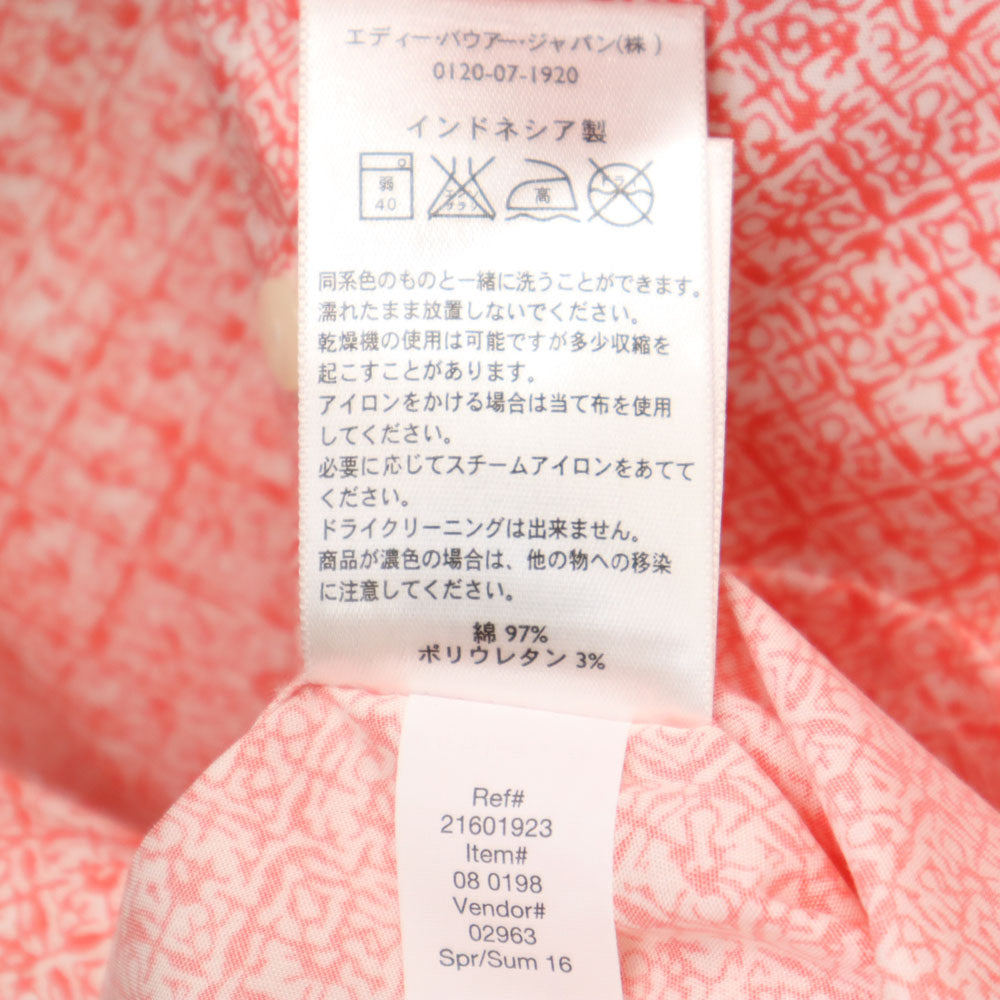 エディー・バウアー・ジャパン(株)
0120-07-1920
インドネシア製
弱
40
エンソ
サラシ
高
ドライ
同系色のものと一緒に洗うことができます。
濡れたまま放置しないでください。
乾燥機の使用は可能ですが多少収縮を
起こすことがあります。
アイロンをかける場合は当て布を使用
してください。
必要に応じてスチームアイロンをあてて
ください。
ドライクリーニングは出来ません。
商品が濃色の場合は、他の物への移染
に注意してください。
綿 97%
ポリウレタン 3%
Ref#
21601923
Item#
08 0198
Vendor#
02963
Spr/Sum 16